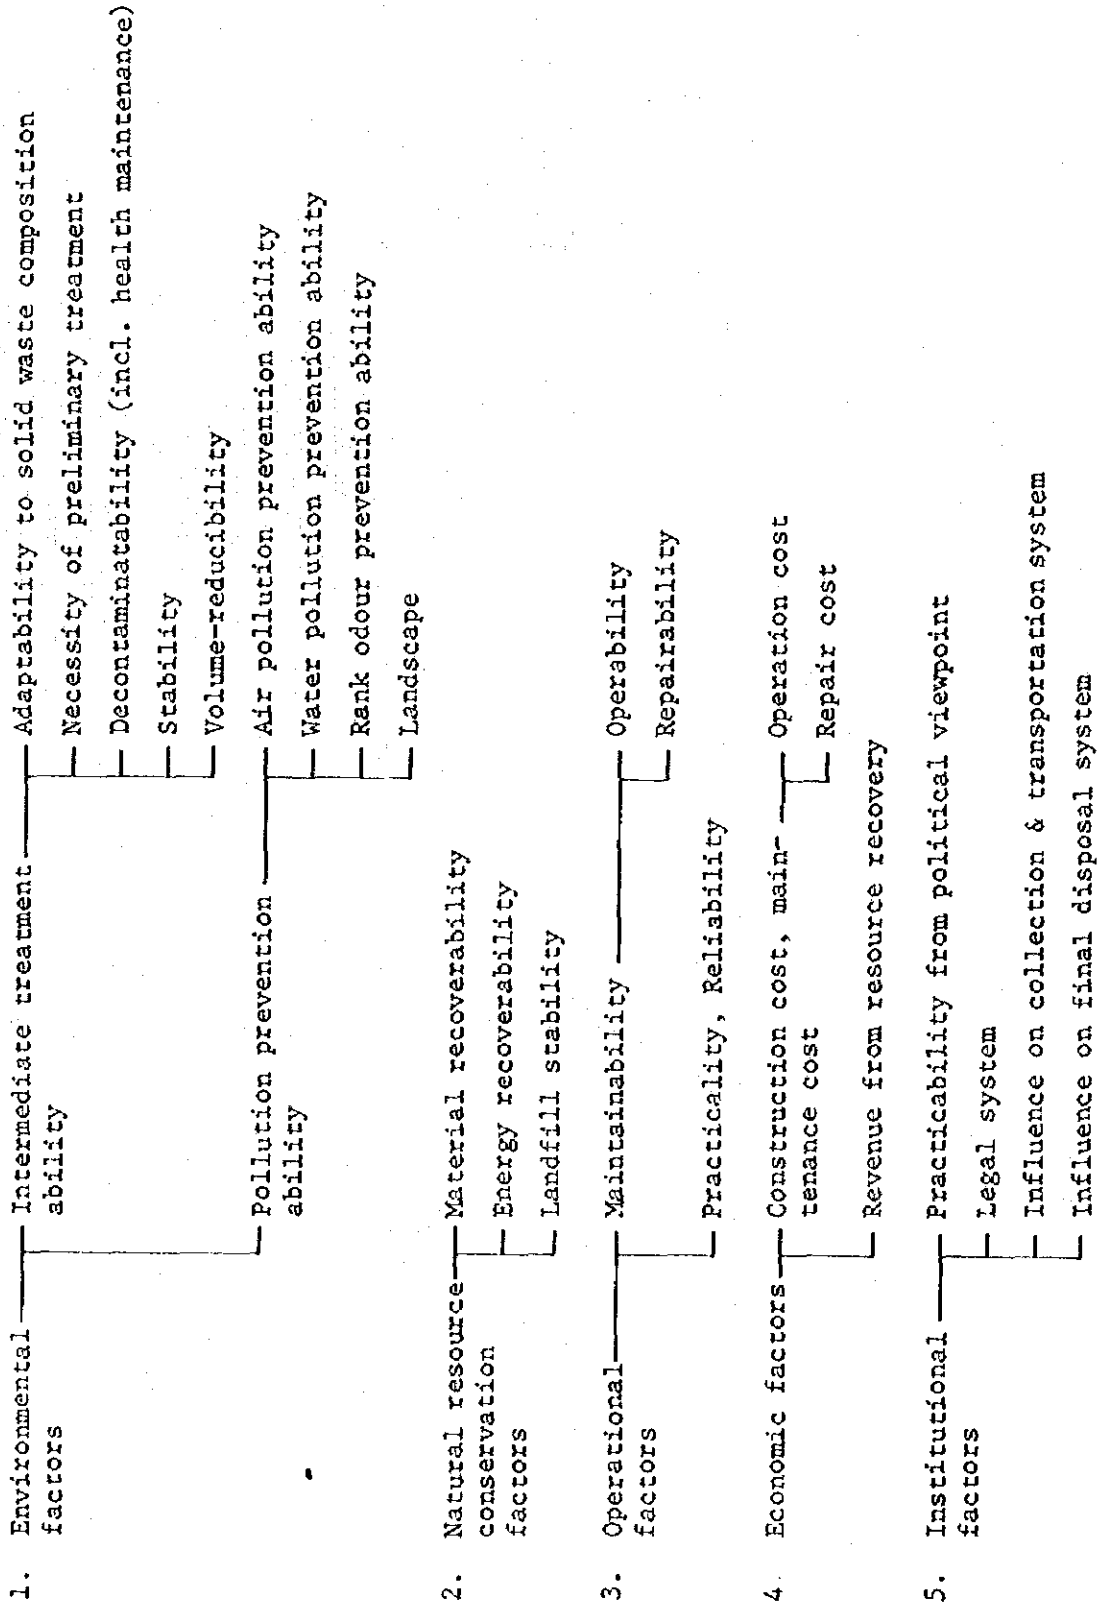 1. Environmental factors
Intermediate treatment ability
Adaptability to solid waste composition
Necessity of preliminary treatment
Decontaminatability (incl. health maintenance)
Stability
Volume-reducibility
Pollution prevention ability
Air pollution prevention ability
Water pollution prevention ability
Rank odour prevention ability
Landscape
2. Natural resource conservation factors
Material recoverability
Energy recoverability
Landfill stability
3. Operational factors
Maintainability
Operability
Repairability
Practicality, Reliability
4. Economic factors
Construction cost, main-
tenance cost
Operation cost
Repair cost
Revenue from resource recovery
5. Institutional factors
Practicability from political viewpoint
Legal system
Influence on collection & transportation system
Influence on final disposal system